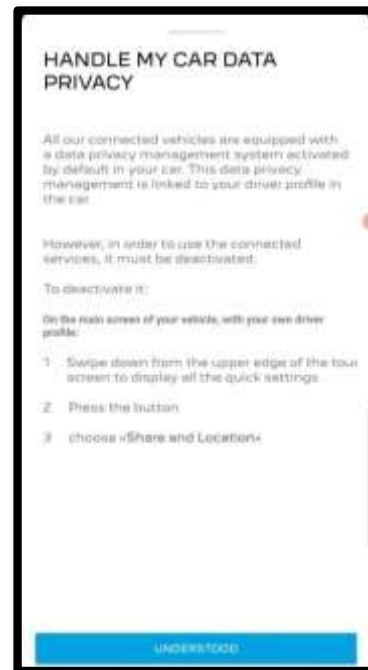 HANDLE MY CAR DATA
PRIVACY
All our connected vehicles are equipped with
a data privacy management system activated
by default in your car. This data privacy
management is linked to your driver profile in
the car.
However, in order to use the connected
services, it must be deactivated.
To deactivate it:
On the main screen of your vehicle, with your own driver
profile:
1 Swipe down from the upper edge of the tour
screen to display all the quick settings
2 Press the button
3 choose «Share and Location»
UNDERSTOOD